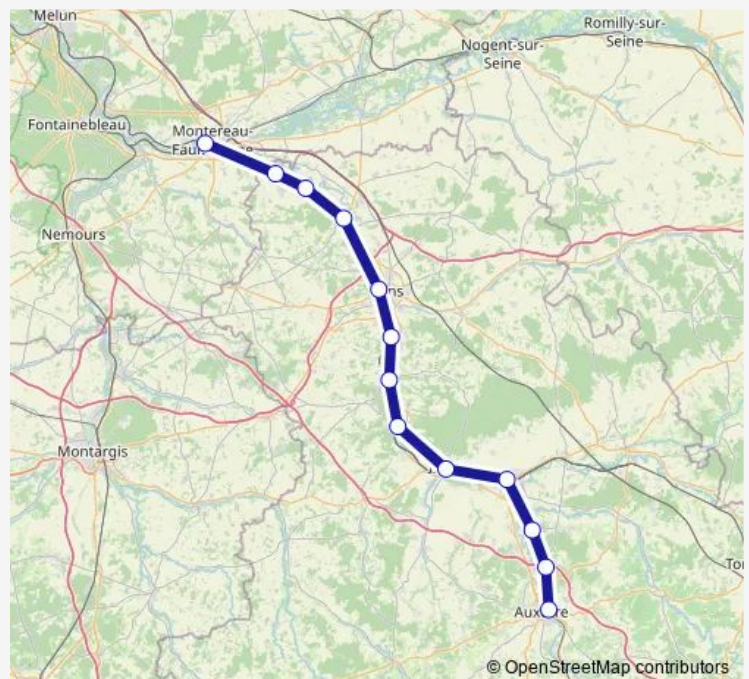 Melun
Romilly-sur-
Seine
Nogent-sur-
Seine
Fontainebleau
Montereau-
Nemours
Montargis
© OpenStreetMap contributors